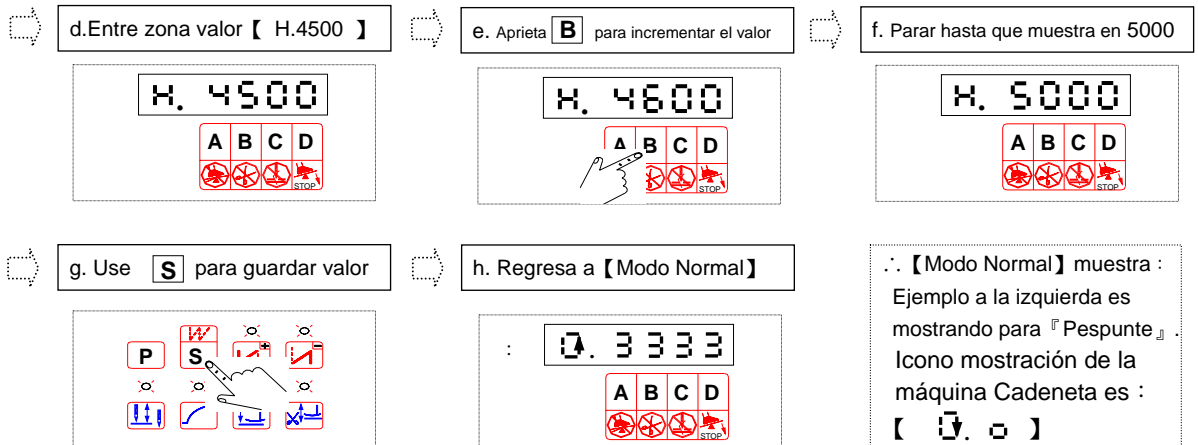 d.Entre zona valor【 H.4500 】
H. 4500
A B C D
STOP
e. Aprieta B para incrementar el valor
H. 4600
A B C D
STOP
f. Parar hasta que muestra en 5000
H. 5000
A B C D
STOP
g. Use S para guardar valor
P S
h. Regresa a【Modo Normal】
: 3333
A B C D
STOP
∴【Modo Normal】muestra：
Ejemplo a la izquierda es
mostrando para『Pespunte』.
Icono mostración de la
máquina Cadeneta es：
【 . o 】